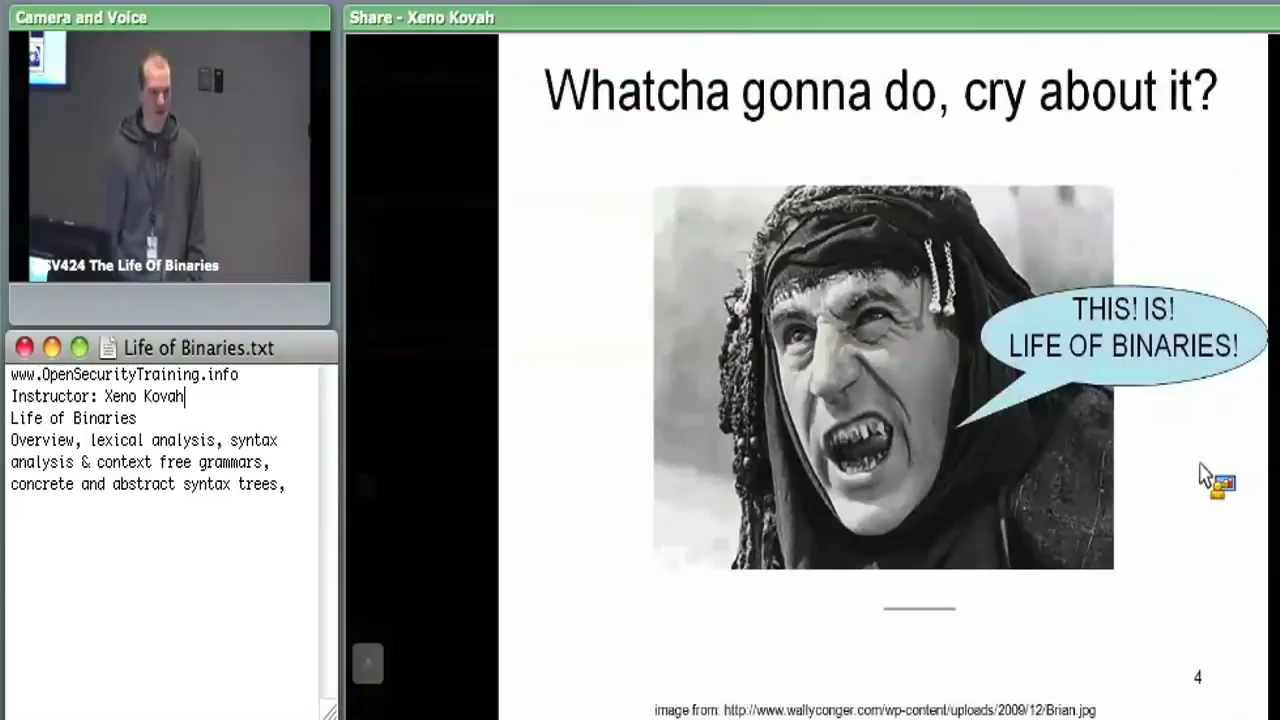 Camera and Voice
SV424 The Life Of Binaries
Life of Binaries.txt
www.OpenSecurityTraining.info
Instructor: Xeno Kovah
Life of Binaries
Overview, lexical analysis, syntax
analysis & context free grammars,
concrete and abstract syntax trees,
Share - Xeno Kovah
Whatcha gonna do, cry about it?
THIS! IS!
LIFE OF BINARIES!
4
image from: http://www.wallyconger.com/wp-content/uploads/2009/12/Brian.jpg